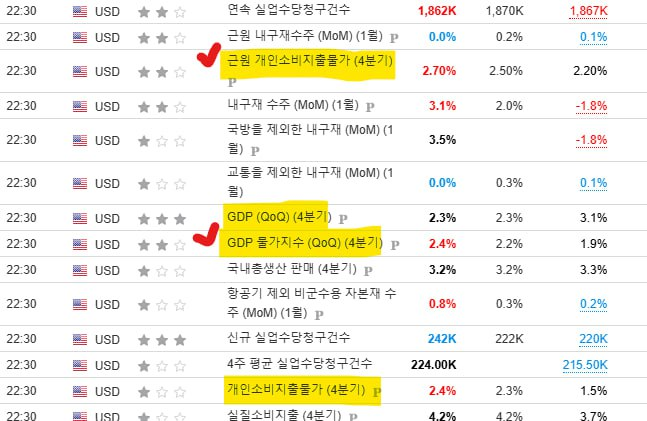 22:30 USD 연속 실업수당청구건수 1,862K 1,870K 1,867K
22:30 USD 근원 내구재수주 (MoM) (1월) P 0.0% 0.2% 0.1%
22:30 USD 근원 개인소비지출물가 (4분기) P 2.70% 2.50% 2.20%
22:30 USD 내구재 수주 (MoM) (1월) P 3.1% 2.0% -1.8%
22:30 USD 국방을 제외한 내구재 (MoM) (1월) P 3.5% -1.8%
22:30 USD 교통을 제외한 내구재 (MoM) (1월) 0.0% 0.3% 0.1%
22:30 USD GDP (QoQ) (4분기) P 2.3% 2.3% 3.1%
22:30 USD GDP 물가지수 (QoQ) (4분기) P 2.4% 2.2% 1.9%
22:30 USD 국내총생산 판매 (4분기) P 3.2% 3.2% 3.3%
22:30 USD 항공기 제외 비군수용 자본재 수주 (MoM) (1월) P 0.8% 0.3% 0.2%
22:30 USD 신규 실업수당청구건수 242K 222K 220K
22:30 USD 4주 평균 실업수당청구건수 224.00K 215.50K
22:30 USD 개인소비지출물가 (4분기) P 2.4% 2.3% 1.5%
22:30 USD 실질소비지출 (4분기) P 4.2% 4.2% 3.7%